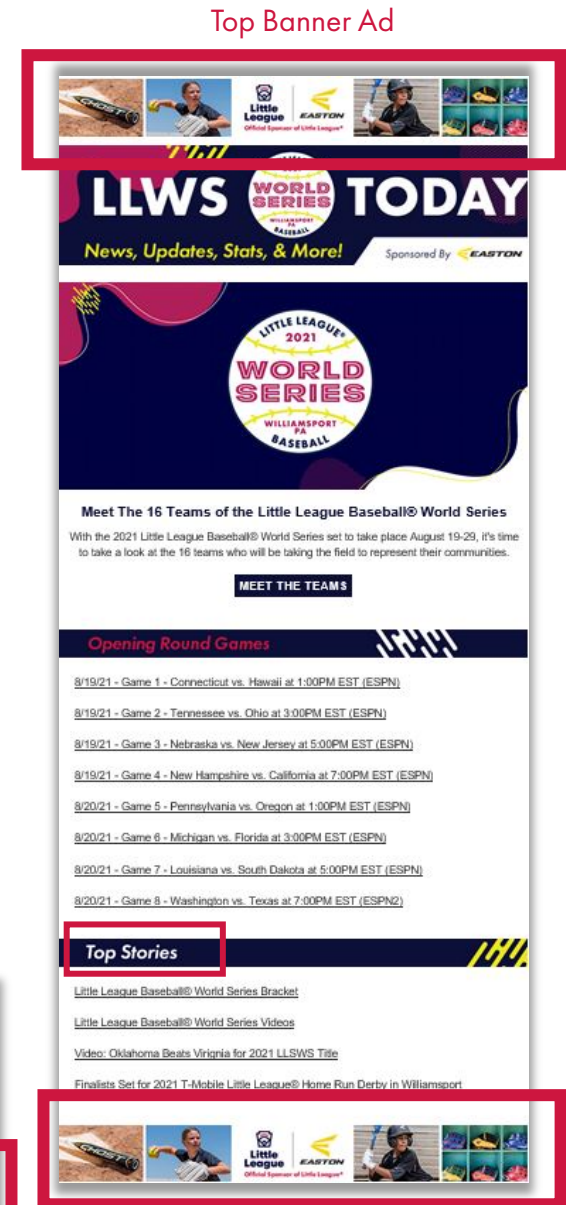 Top Banner Ad
GHOST
Little League
EASTON
Official Sponsor of Little League®
LLWS
WORLD SERIES
WILLIAMSPORT PA
BASEBALL
TODAY
News, Updates, Stats, & More!
Sponsored By EASTON
LITTLE LEAGUE®
2021
WORLD
SERIES
WILLIAMSPORT
PA
BASEBALL
Meet The 16 Teams of the Little League Baseball® World Series
With the 2021 Little League Baseball® World Series set to take place August 19-29, it's time
to take a look at the 16 teams who will be taking the field to represent their communities.
MEET THE TEAMS
Opening Round Games
8/19/21 - Game 1 - Connecticut vs. Hawaii at 1:00PM EST (ESPN)
8/19/21 - Game 2 - Tennessee vs. Ohio at 3:00PM EST (ESPN)
8/19/21 - Game 3 - Nebraska vs. New Jersey at 5:00PM EST (ESPN)
8/19/21 - Game 4 - New Hampshire vs. California at 7:00PM EST (ESPN)
8/20/21 - Game 5 - Pennsylvania vs. Oregon at 1:00PM EST (ESPN)
8/20/21 - Game 6 - Michigan vs. Florida at 3:00PM EST (ESPN)
8/20/21 - Game 7 - Louisiana vs. South Dakota at 5:00PM EST (ESPN)
8/20/21 - Game 8 - Washington vs. Texas at 7:00PM EST (ESPN2)
Top Stories
Little League Baseball® World Series Bracket
Little League Baseball® World Series Videos
Video: Oklahoma Beats Virignia for 2021 LLSWS Title
Finalists Set for 2021 T-Mobile Little League® Home Run Derby in Williamsport
GHOST
Little League
EASTON
Official Sponsor of Little League®